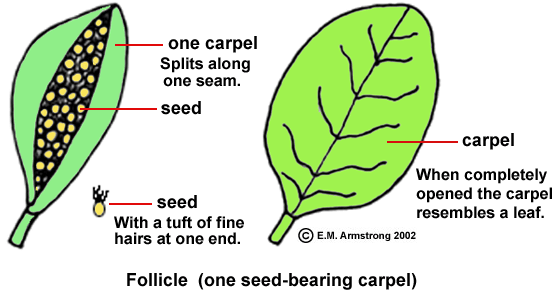 one carpel
Splits along
one seam.
seed
seed
With a tuft of fine
hairs at one end.
carpel
When completely
opened the carpel
resembles a leaf.
© E.M. Armstrong 2002
Follicle (one seed-bearing carpel)